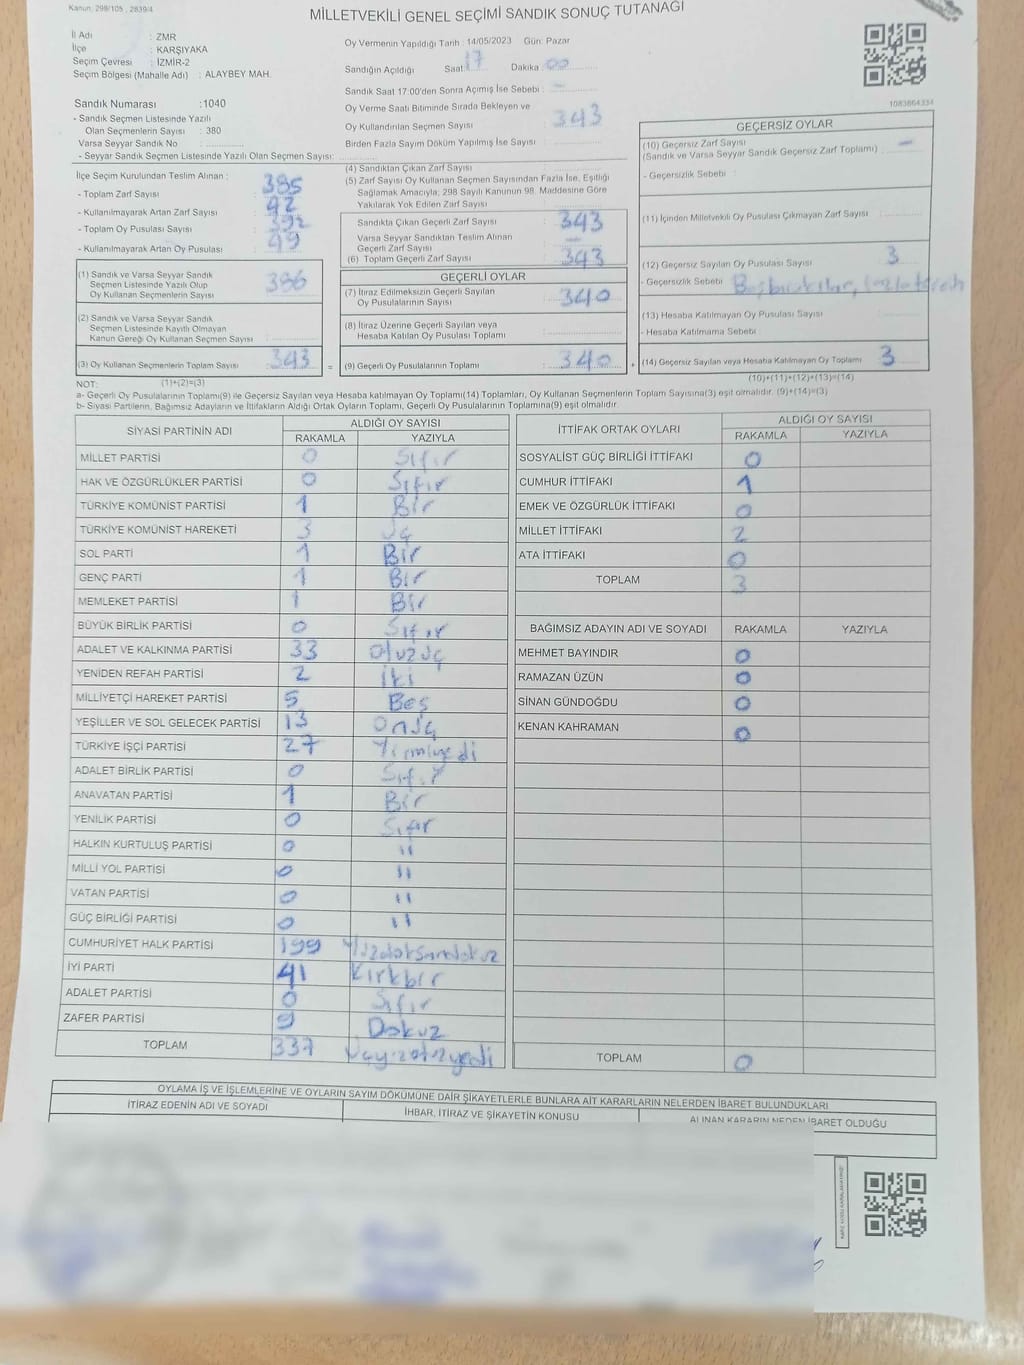 Kanun: 298/105 , 2839/4
MİLLETVEKİLİ GENEL SEÇİMİ SANDIK SONUÇ TUTANAĞI
İl Adı : ZMR
İlçe : KARŞIYAKA
Seçim Çevresi : İZMİR-2
Seçim Bölgesi (Mahalle Adı) : ALAYBEY MAH.
Sandık Numarası :1040
- Sandık Seçmen Listesinde Yazılı
Olan Seçmenlerin Sayısı : 380
Varsa Seyyar Sandık No :
- Seyyar Sandık Seçmen Listesinde Yazılı Olan Seçmen Sayısı:
Oy Vermenin Yapıldığı Tarih : 14/05/2023 Gün: Pazar
Sandığın Açıldığı Saat: 17 Dakika: 00
Sandık Saat 17:00'den Sonra Açımış İse Sebebi : -
Oy Verme Saati Bitiminde Sırada Bekleyen ve
Oy Kullandırılan Seçmen Sayısı : 343
Birden Fazla Sayım Döküm Yapılmış İse Sayısı :
1083864334
İlçe Seçim Kurulundan Teslim Alınan :
- Toplam Zarf Sayısı : 385
- Kullanılmayarak Artan Zarf Sayısı : 42
- Toplam Oy Pusulası Sayısı : 392
- Kullanılmayarak Artan Oy Pusulası : 49
(1) Sandık ve Varsa Seyyar Sandık
Seçmen Listesinde Yazılı Olup
Oy Kullanan Seçmenlerin Sayısı : 386
(2) Sandık ve Varsa Seyyar Sandık
Seçmen Listesinde Kayıtlı Olmayan
Kanun Gereği Oy Kullanan Seçmen Sayısı :
(3) Oy Kullanan Seçmenlerin Toplam Sayısı : 343
(1)+(2)=(3)
(4) Sandıktan Çıkan Zarf Sayısı :
(5) Zarf Sayısı Oy Kullanan Seçmen Sayısından Fazla İse, Eşitliği
Sağlamak Amacıyla; 298 Sayılı Kanunun 98. Maddesine Göre
Yakılarak Yok Edilen Zarf Sayısı :
Sandıkta Çıkan Geçerli Zarf Sayısı : 343
Varsa Seyyar Sandıktan Teslim Alınan
Geçerli Zarf Sayısı : -
(6) Toplam Geçerli Zarf Sayısı : 343
GEÇERLİ OYLAR
(7) İtiraz Edilmeksizin Geçerli Sayılan
Oy Pusulalarının Sayısı : 340
(8) İtiraz Üzerine Geçerli Sayılan veya
Hesaba Katılan Oy Pusulası Toplamı :
= (9) Geçerli Oy Pusulalarının Toplamı : 340 +
GEÇERSİZ OYLAR
(10) Geçersiz Zarf Sayısı
(Sandık ve Varsa Seyyar Sandık Geçersiz Zarf Toplamı) : -
- Geçersizlik Sebebi :
(11) İçinden Milletvekili Oy Pusulası Çıkmayan Zarf Sayısı :
(12) Geçersiz Sayılan Oy Pusulası Sayısı : 3
- Geçersizlik Sebebi :
(13) Hesaba Katılmayan Oy Pusulası Sayısı :
- Hesaba Katılmama Sebebi :
(14) Geçersiz Sayılan veya Hesaba Katılmayan Oy Toplamı : 3
(10)+(11)+(12)+(13)=(14)
NOT:
a- Geçerli Oy Pusulalarının Toplamı(9) ile Geçersiz Sayılan veya Hesaba katılmayan Oy Toplamı(14) Toplamları, Oy Kullanan Seçmenlerin Toplam Sayısına(3) eşit olmalıdır. (9)+(14)=(3)
b- Siyasi Partilerin, Bağımsız Adayların ve İttifakların Aldığı Ortak Oyların Toplamı, Geçerli Oy Pusulalarının Toplamına(9) eşit olmalıdır.
SİYASİ PARTİNİN ADI ALDIĞI OY SAYISI
RAKAMLA YAZIYLA
MİLLET PARTİSİ 0 Sıfır
HAK VE ÖZGÜRLÜKLER PARTİSİ 0 Sıfır
TÜRKİYE KOMÜNİST PARTİSİ 1 Bir
TÜRKİYE KOMÜNİST HAREKETİ 3 üç
SOL PARTİ 1 Bir
GENÇ PARTİ 1 Bir
MEMLEKET PARTİSİ 1 Bir
BÜYÜK BİRLİK PARTİSİ 0 Sıfır
ADALET VE KALKINMA PARTİSİ 33 otuzüç
YENİDEN REFAH PARTİSİ 2 iki
MİLLİYETÇİ HAREKET PARTİSİ 5 Beş
YEŞİLLER VE SOL GELECEK PARTİSİ 13 onüç
TÜRKİYE İŞÇİ PARTİSİ 27 Yirmiyedi
ADALET BİRLİK PARTİSİ 0 Sıfır
ANAVATAN PARTİSİ 1 Bir
YENİLİK PARTİSİ 0 Sıfır
HALKIN KURTULUŞ PARTİSİ 0 "
MİLLİ YOL PARTİSİ 0 "
VATAN PARTİSİ 0 "
GÜÇ BİRLİĞİ PARTİSİ 0 "
CUMHURİYET HALK PARTİSİ 199 Yüzdoksandokuz
İYİ PARTİ 41 Kırkbir
ADALET PARTİSİ 0 Sıfır
ZAFER PARTİSİ 9 Dokuz
TOPLAM 337 üçyüzotuzyedi
İTTİFAK ORTAK OYLARI ALDIĞI OY SAYISI
RAKAMLA YAZIYLA
SOSYALİST GÜÇ BİRLİĞİ İTTİFAKI 0
CUMHUR İTTİFAKI 1
EMEK VE ÖZGÜRLÜK İTTİFAKI 0
MİLLET İTTİFAKI 2
ATA İTTİFAKI 0
TOPLAM 3
BAĞIMSIZ ADAYIN ADI VE SOYADI RAKAMLA YAZIYLA
MEHMET BAYINDIR 0
RAMAZAN ÜZÜN 0
SİNAN GÜNDOĞDU 0
KENAN KAHRAMAN 0
TOPLAM 0
OYLAMA İŞ VE İŞLEMLERİNE VE OYLARIN SAYIM DÖKÜMÜNE DAİR ŞİKAYETLERLE BUNLARA AİT KARARLARIN NELERDEN İBARET BULUNDUKLARI
İTİRAZ EDENİN ADI VE SOYADI İHBAR, İTİRAZ VE ŞİKAYETİN KONUSU ALINAN KARARIN NEDEN İBARET OLDUĞU